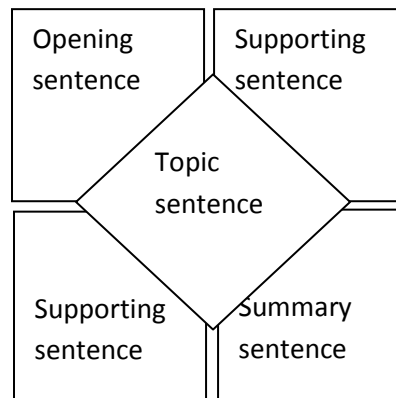 Opening
sentence
Supporting
sentence
Topic
sentence
Supporting
sentence
Summary
sentence